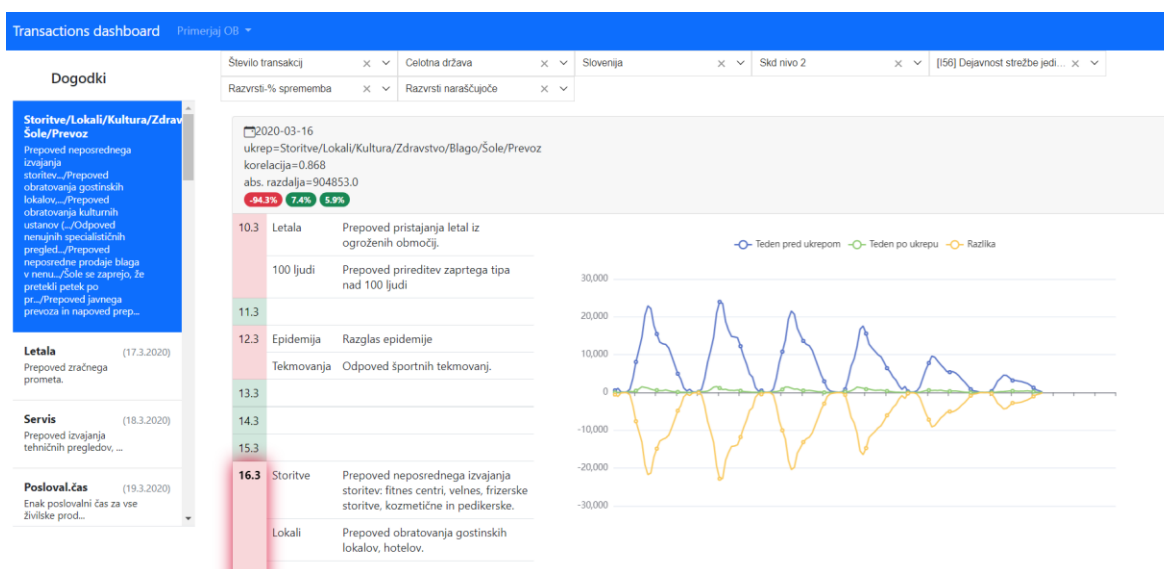 Transactions dashboard
Primerjaj OB
Dogodki
Storitve/Lokali/Kultura/Zdrav
Šole/Prevoz
Prepoved neposrednega
izvajanja
storitev.../Prepoved
obratovanja gostinskih
lokalov,.../Prepoved
obratovanja kulturnih
ustanov (.../Odpoved
nenujnih specialističnih
pregled.../Prepoved
neposredne prodaje blaga
v nenu.../Šole se zaprejo, že
pretekli petek po
pr.../Prepoved javnega
prevoza in napoved prep...
Letala (17.3.2020)
Prepoved zračnega
prometa.
Servis (18.3.2020)
Prepoved izvajanja
tehničnih pregledov, ...
Posloval.čas (19.3.2020)
Enak poslovalni čas za vse
živilske prod...
Število transakcij
Celotna država
Slovenija
Skd nivo 2
[I56] Dejavnost strežbe jedi...
Razvrsti-% sprememba
Razvrsti naraščujoče
2020-03-16
ukrep=Storitve/Lokali/Kultura/Zdravstvo/Blago/Šole/Prevoz
korelacija=0.868
abs. razdalja=904853.0
-94.3% 7.4% 5.9%
10.3 Letala Prepoved pristajanja letal iz
ogroženih območij.
100 ljudi Prepoved prireditev zaprtega tipa
nad 100 ljudi
11.3
12.3 Epidemija Razglas epidemije
Tekmovanja Odpoved športnih tekmovanj.
13.3
14.3
15.3
16.3 Storitve Prepoved neposrednega izvajanja
storitev: fitnes centri, velnes, frizerske
storitve, kozmetične in pedikerske.
Lokali Prepoved obratovanja gostinskih
lokalov, hotelov.
Teden pred ukrepom Teden po ukrepu Razlika
30,000
20,000
10,000
0
-10,000
-20,000
-30,000